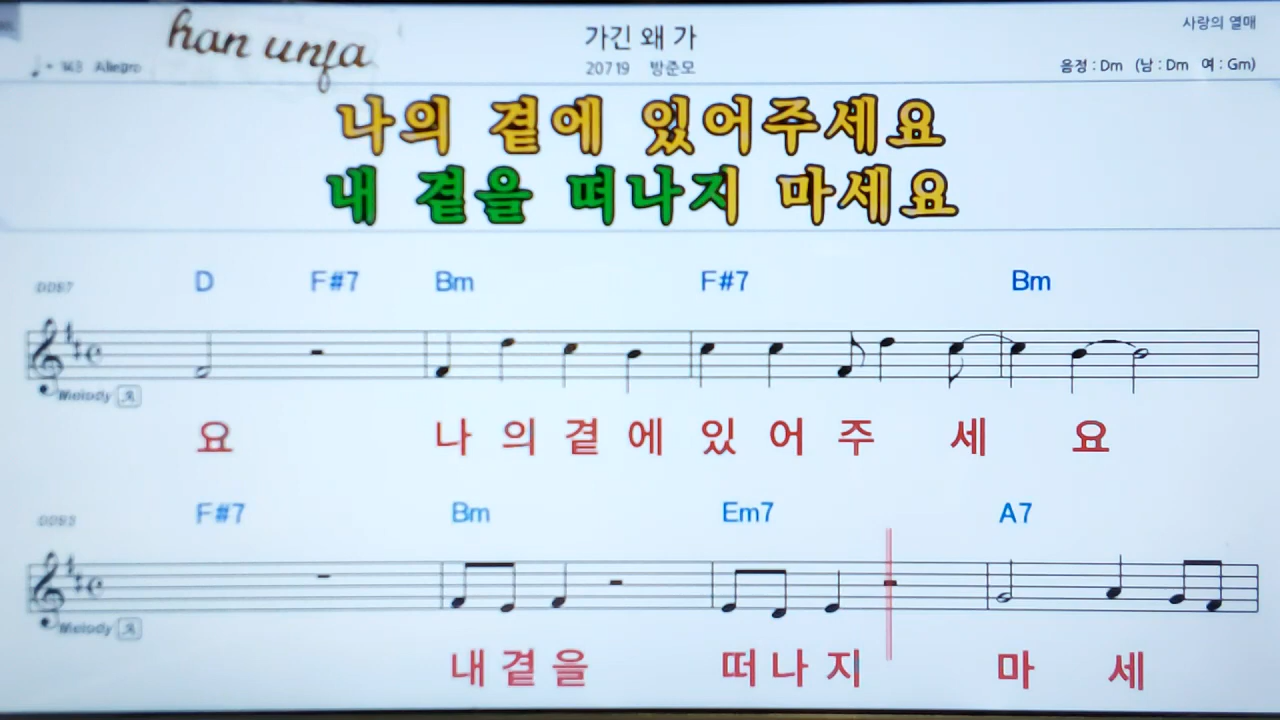 han unja
가긴 왜 가
사랑의 열매
20719 방준모
음정 : Dm (남 : Dm 여 : Gm)
♩ = 143 Allegro
나의 곁에 있어주세요
내 곁을 떠나지 마세요
D F#7 Bm F#7 Bm
Melody
요 나 의 곁 에 있 어 주 세 요
F#7 Bm Em7 A7
Melody
내 곁 을 떠 나 지 마 세